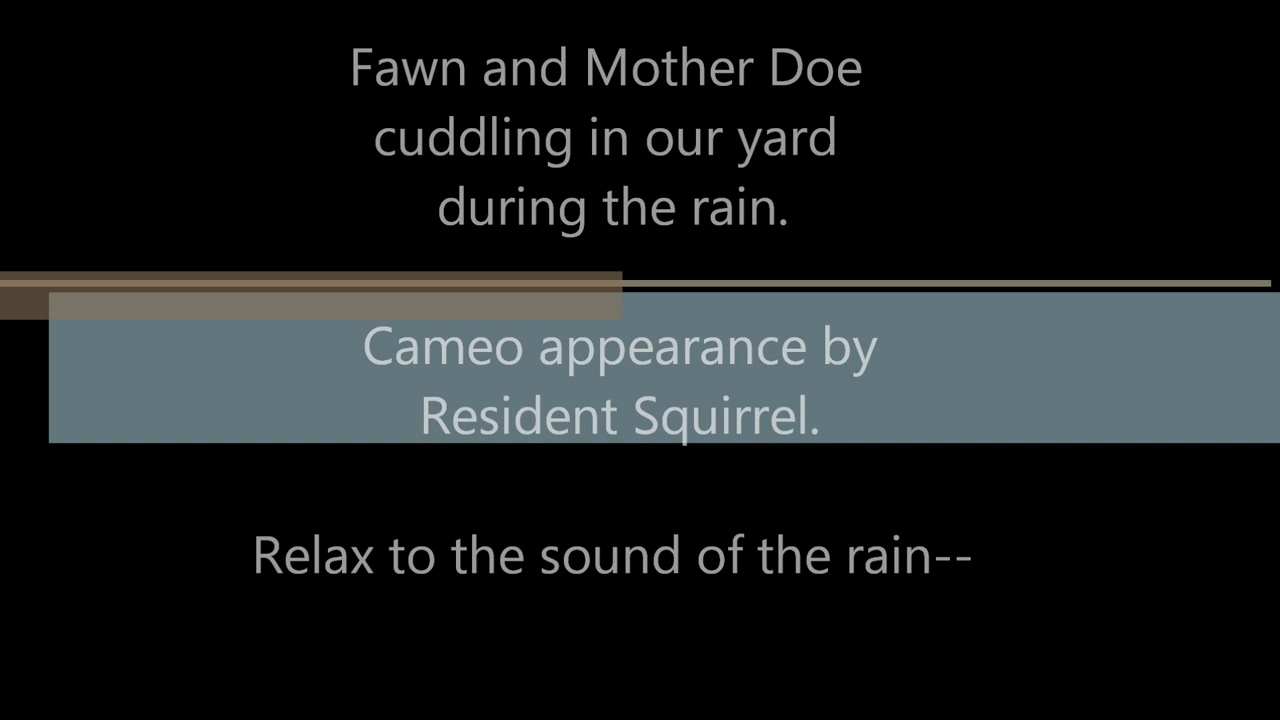 Fawn and Mother Doe
cuddling in our yard
during the rain.
Cameo appearance by
Resident Squirrel.
Relax to the sound of the rain--